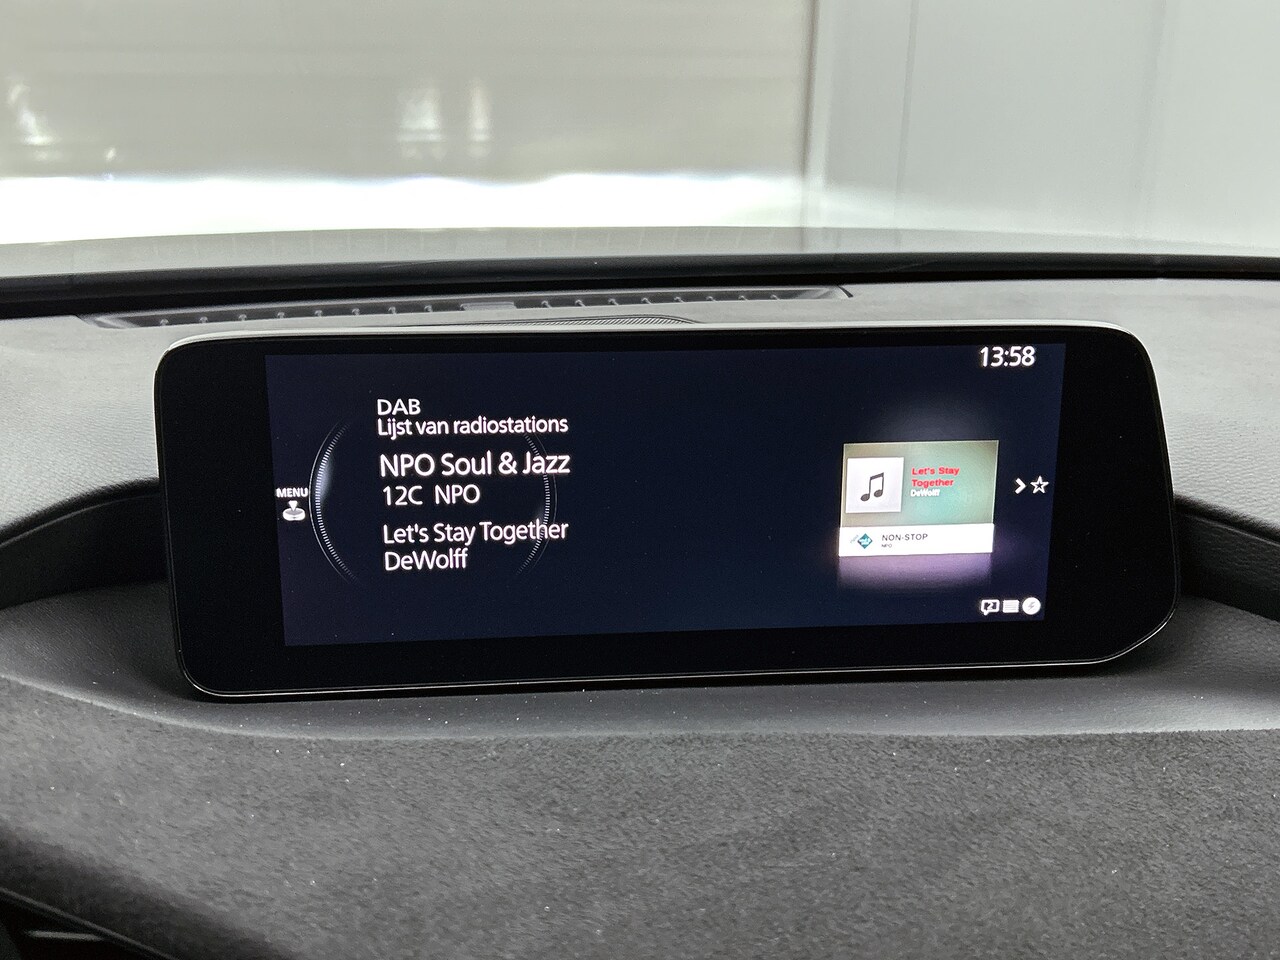 13:58
DAB
Lijst van radiostations
NPO Soul & Jazz
12C NPO
Let's Stay Together
DeWolff
MENU
Let's Stay
Together
DeWolff
NON-STOP
NPO
2